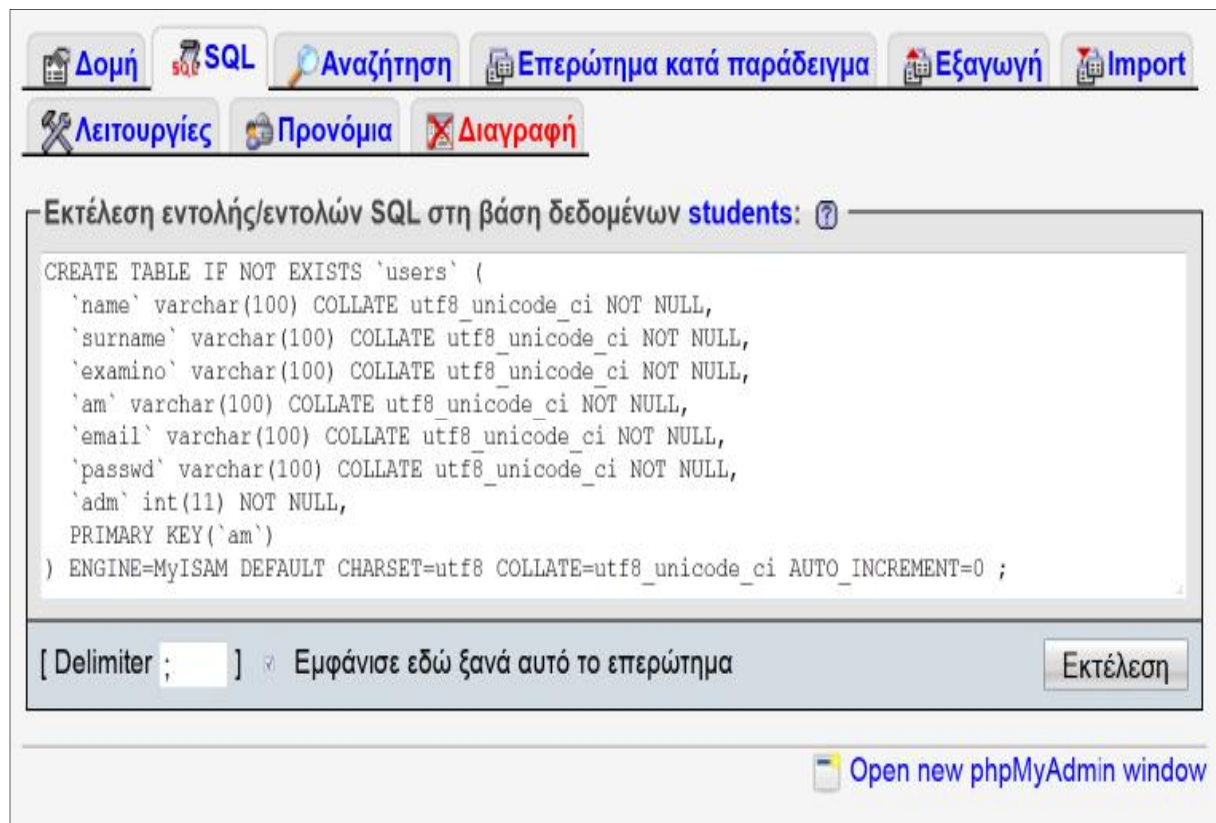 Δομή SQL Αναζήτηση Επερώτημα κατά παράδειγμα Εξαγωγή Import
Λειτουργίες Προνόμια Διαγραφή
Εκτέλεση εντολής/εντολών SQL στη βάση δεδομένων students:
CREATE TABLE IF NOT EXISTS `users` (
`name` varchar(100) COLLATE utf8_unicode_ci NOT NULL,
`surname` varchar(100) COLLATE utf8_unicode_ci NOT NULL,
`examino` varchar(100) COLLATE utf8_unicode_ci NOT NULL,
`am` varchar(100) COLLATE utf8_unicode_ci NOT NULL,
`email` varchar(100) COLLATE utf8_unicode_ci NOT NULL,
`passwd` varchar(100) COLLATE utf8_unicode_ci NOT NULL,
`adm` int(11) NOT NULL,
PRIMARY KEY(`am`)
) ENGINE=MyISAM DEFAULT CHARSET=utf8 COLLATE=utf8_unicode_ci AUTO_INCREMENT=0 ;
[ Delimiter ; ] Εμφάνισε εδώ ξανά αυτό το επερώτημα Εκτέλεση
Open new phpMyAdmin window